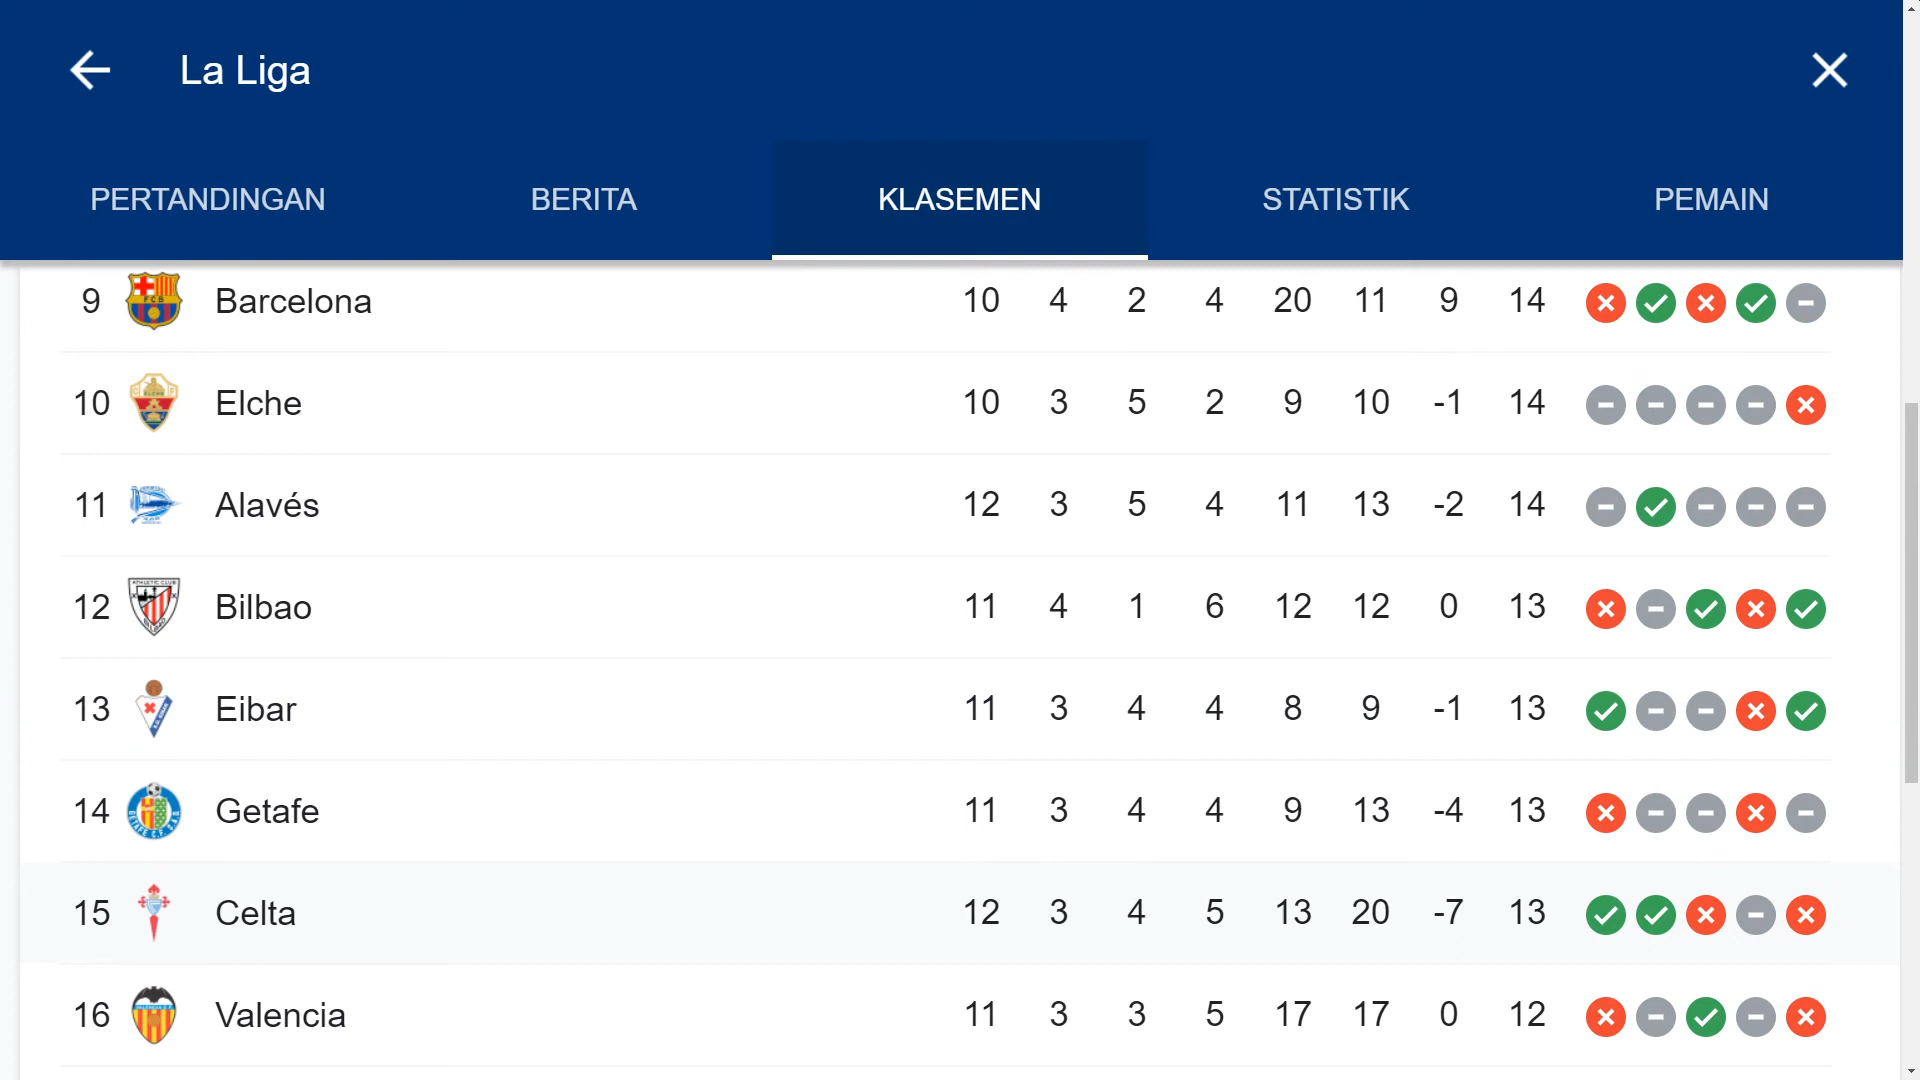 La Liga
PERTANDINGAN BERITA KLASEMEN STATISTIK PEMAIN
9 Barcelona 10 4 2 4 20 11 9 14
10 Elche 10 3 5 2 9 10 -1 14
11 Alavés 12 3 5 4 11 13 -2 14
12 Bilbao 11 4 1 6 12 12 0 13
13 Eibar 11 3 4 4 8 9 -1 13
14 Getafe 11 3 4 4 9 13 -4 13
15 Celta 12 3 4 5 13 20 -7 13
16 Valencia 11 3 3 5 17 17 0 12